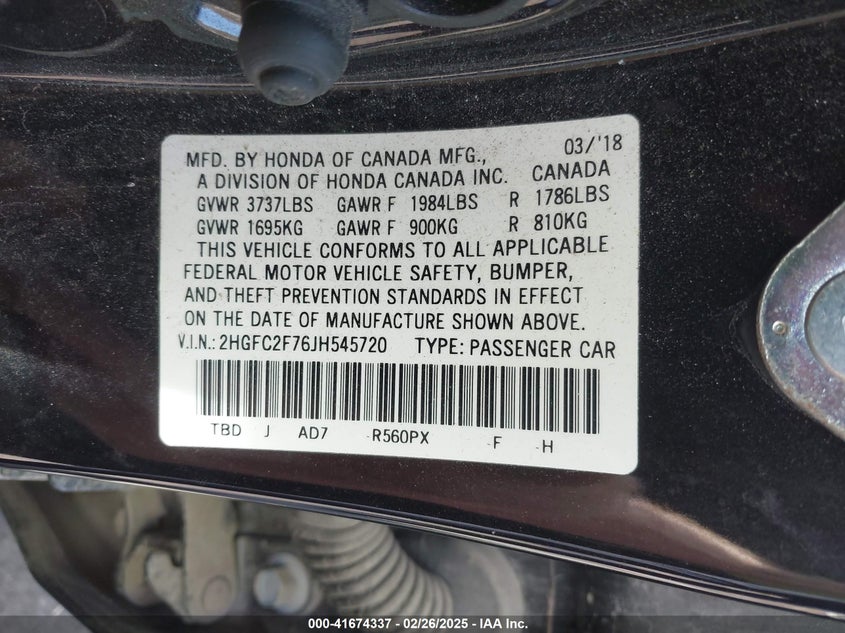 MFD. BY HONDA OF CANADA MFG., 03/'18
A DIVISION OF HONDA CANADA INC. CANADA
GVWR 3737LBS GAWR F 1984LBS R 1786LBS
GVWR 1695KG GAWR F 900KG R 810KG
THIS VEHICLE CONFORMS TO ALL APPLICABLE
FEDERAL MOTOR VEHICLE SAFETY, BUMPER,
AND THEFT PREVENTION STANDARDS IN EFFECT
ON THE DATE OF MANUFACTURE SHOWN ABOVE.
V.I.N.: 2HGFC2F76JH545720 TYPE: PASSENGER CAR
TBD J AD7 R560PX F H
000-41674337 - 02/26/2025 - IAA Inc.